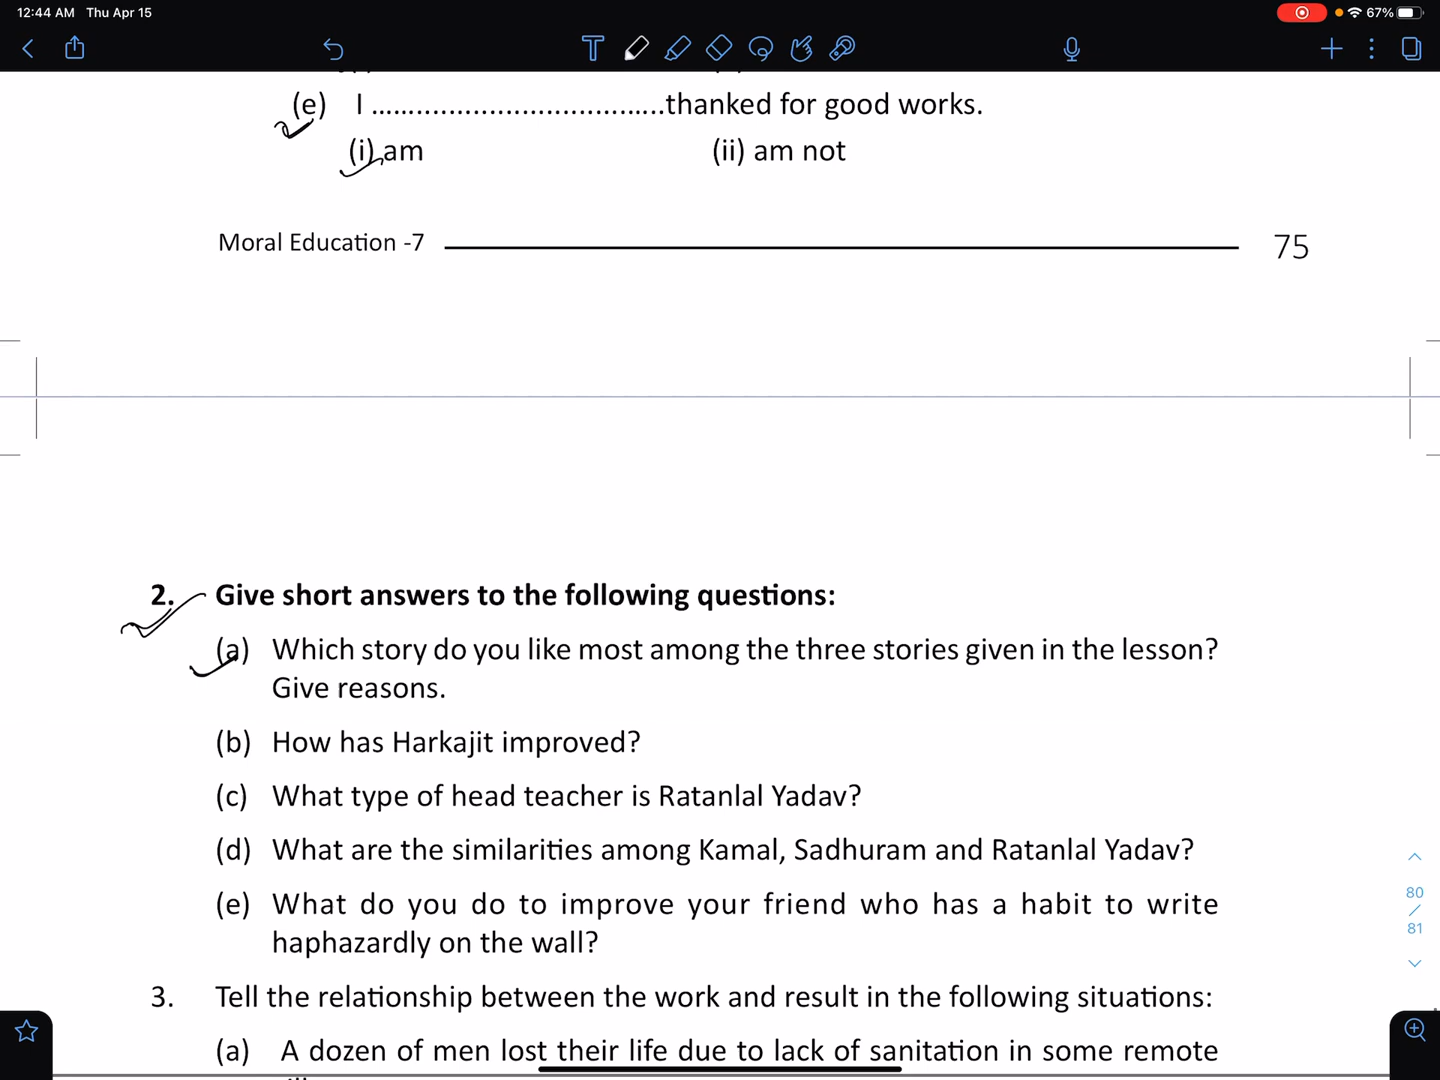 12:44 AM Thu Apr 15
67%
(e) I .......................................thanked for good works.
(i) am (ii) am not
Moral Education -7 75
2. Give short answers to the following questions:
(a) Which story do you like most among the three stories given in the lesson?
Give reasons.
(b) How has Harkajit improved?
(c) What type of head teacher is Ratanlal Yadav?
(d) What are the similarities among Kamal, Sadhuram and Ratanlal Yadav?
(e) What do you do to improve your friend who has a habit to write
haphazardly on the wall?
80
/
81
3. Tell the relationship between the work and result in the following situations:
(a) A dozen of men lost their life due to lack of sanitation in some remote